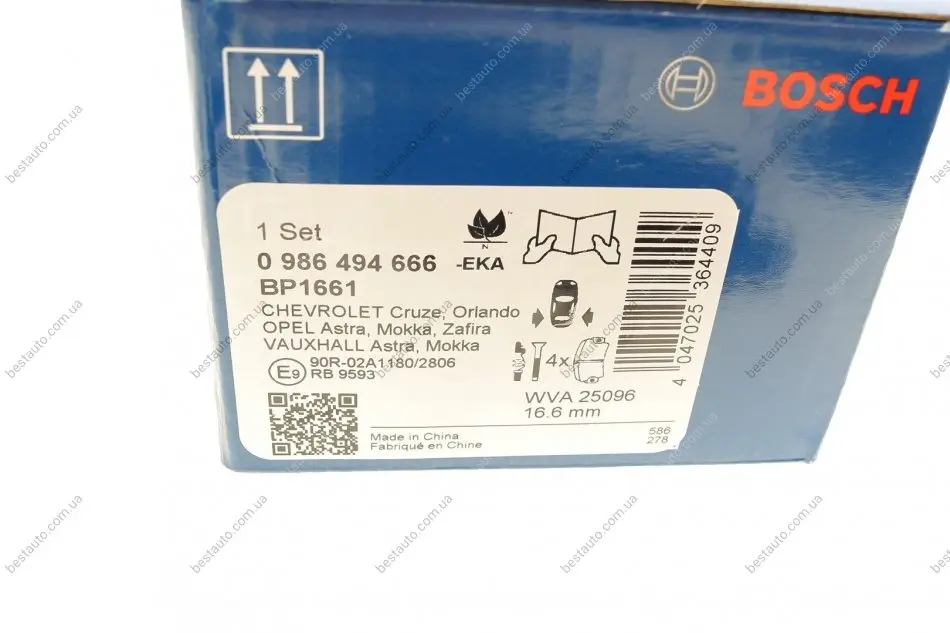 BOSCH
1 Set
0 986 494 666 -EKA
BP1661
CHEVROLET Cruze, Orlando
OPEL Astra, Mokka, Zafira
VAUXHALL Astra, Mokka
E9 90R-02A1180/2806
RB 9593
N
4x
WVA 25096
16.6 mm
4 047025 364409
Made in China
Fabriqué en Chine
586
278
bestauto.com.ua